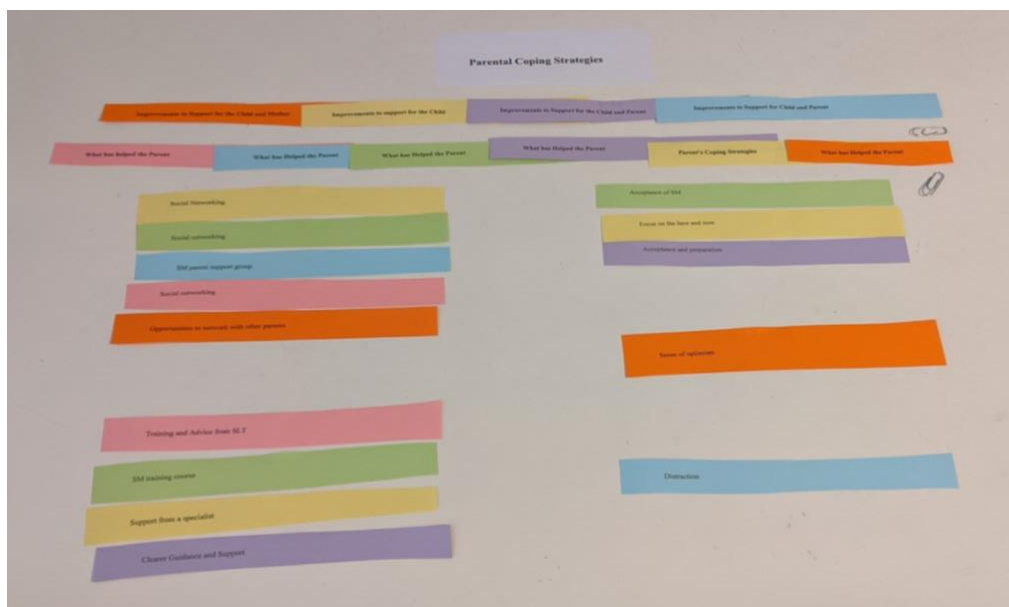 Parental Coping Strategies
Improvements to Support for the Child and Mother
Improvements to support for the Child
Improvements to Support for the Child and Parent
Improvements to Support for Child and Parent
What has Helped the Parent
What has Helped the Parent
What has Helped the Parent
What has Helped the Parent
Parent's Coping Strategies
What has Helped the Parent
Social Networking
Social networking
SM parent support group
Social networking
Opportunities to network with other parents
Training and Advice from SLT
SM training course
Support from a specialist
Clearer Guidance and Support
Acceptance of SM
Focus on the here and now
Acceptance and preparation
Sense of optimism
Distraction